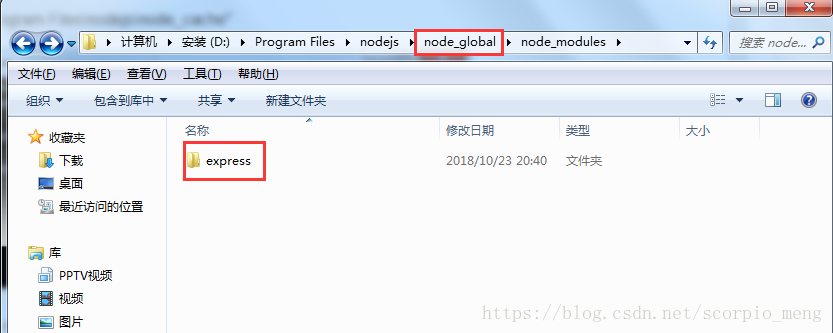 计算机 安装 (D:) Program Files nodejs node_global node_modules 搜索 node...
文件(F) 编辑(E) 查看(V) 工具(T) 帮助(H)
组织 包含到库中 共享 新建文件夹
名称 修改日期 类型 大小
收藏夹
express 2018/10/23 20:40 文件夹
下载
桌面
最近访问的位置
库
PPTV视频
视频
图片
https://blog.csdn.net/scorpio_meng